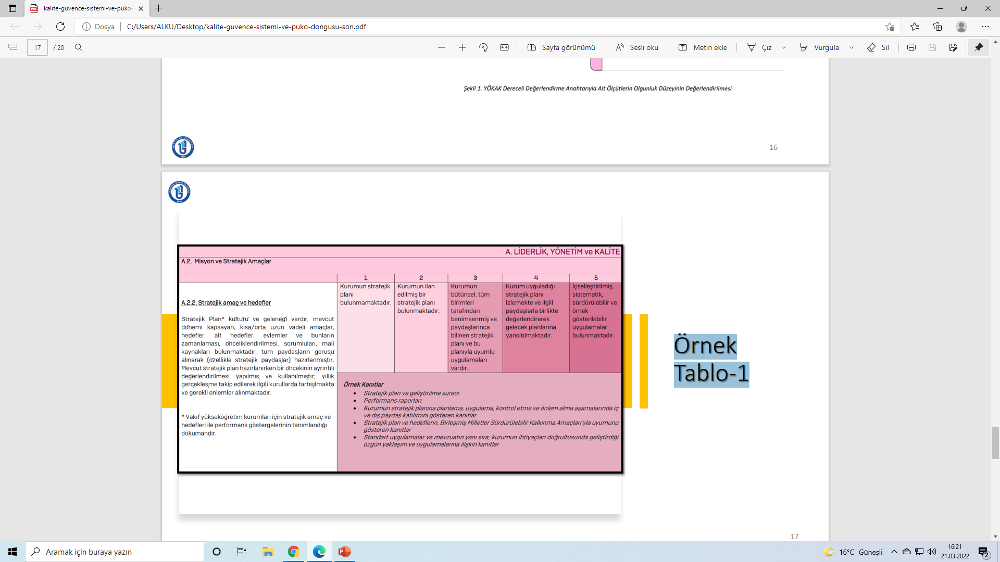 kalite-guvence-sistemi-ve-puko-
Dosya
C:/Users/ALKU/Desktop/kalite-guvence-sistemi-ve-puko-dongusu-son.pdf
17 / 20
Sayfa görünümü
Sesli oku
Metin ekle
Çiz
Vurgula
Sil
Şekil 1. YÖKAK Dereceli Değerlendirme Anahtarıyla Alt Ölçütlerin Olgunluk Düzeyinin Değerlendirilmesi
16
A. LİDERLİK, YÖNETİM ve KALİTE
A.2. Misyon ve Stratejik Amaçlar
1 2 3 4 5
A.2.2. Stratejik amaç ve hedefler
Stratejik Plan* kültürü ve geleneği vardır, mevcut
dönemi kapsayan, kısa/orta uzun vadeli amaçlar,
hedefler, alt hedefler, eylemler ve bunların
zamanlaması, önceliklendirilmesi, sorumluları, mali
kaynakları bulunmaktadır, tüm paydaşların görüşü
alınarak (özellikle stratejik paydaşlar) hazırlanmıştır.
Mevcut stratejik plan hazırlanırken bir öncekinin ayrıntılı
değerlendirilmesi yapılmış ve kullanılmıştır; yıllık
gerçekleşme takip edilerek ilgili kurullarda tartışılmakta
ve gerekli önlemler alınmaktadır.
* Vakıf yükseköğretim kurumları için stratejik amaç ve
hedefleri ile performans göstergelerinin tanımlandığı
dökumandır.
Kurumun stratejik
planı
bulunmamaktadır.
Kurumun ilan
edilmiş bir
stratejik planı
bulunmaktadır.
Kurumun
bütünsel, tüm
birimleri
tarafından
benimsenmiş ve
paydaşlarınca
bilinen stratejik
planı ve bu
planıyla uyumlu
uygulamaları
vardır.
Kurum uyguladığı
stratejik planı
izlemekte ve ilgili
paydaşlarla birlikte
değerlendirerek
gelecek planlarına
yansıtılmaktadır.
İçselleştirilmiş,
sistematik,
sürdürülebilir ve
örnek
gösterilebilir
uygulamalar
bulunmaktadır.
Örnek Kanıtlar
• Stratejik plan ve geliştirilme süreci
• Performans raporları
• Kurumun stratejik planına planlama, uygulama, kontrol etme ve önlem alma aşamalarında iç
ve dış paydaş katılımını gösteren kanıtlar
• Stratejik plan ve hedeflerin, Birleşmiş Milletler Sürdürülebilir Kalkınma Amaçları'yla uyumunu
gösteren kanıtlar
• Standart uygulamalar ve mevzuatın yanı sıra; kurumun ihtiyaçları doğrultusunda geliştirdiği
özgün yaklaşım ve uygulamalarına ilişkin kanıtlar
Örnek
Tablo-1
17
Aramak için buraya yazın
16°C Güneşli
16:21
21.03.2022
2